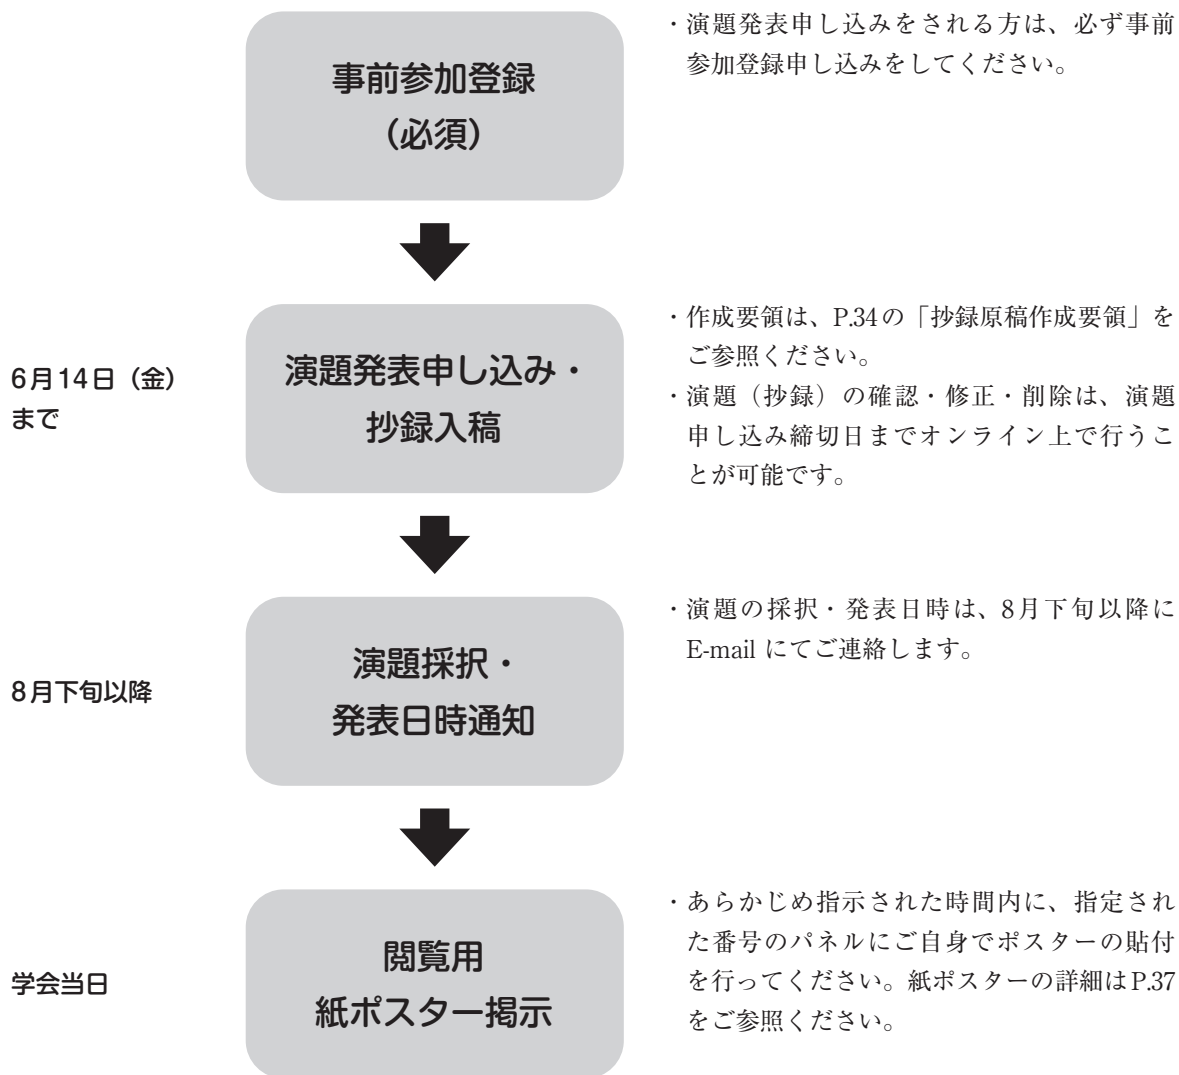 事前参加登録
（必須）
・演題発表申し込みをされる方は、必ず事前
参加登録申し込みをしてください。
6月14日（金）
まで
演題発表申し込み・
抄録入稿
・作成要領は、P.34の「抄録原稿作成要領」を
ご参照ください。
・演題（抄録）の確認・修正・削除は、演題
申し込み締切日までオンライン上で行うこ
とが可能です。
8月下旬以降
演題採択・
発表日時通知
・演題の採択・発表日時は、8月下旬以降に
E-mail にてご連絡します。
学会当日
閲覧用
紙ポスター掲示
・あらかじめ指示された時間内に、指定され
た番号のパネルにご自身でポスターの貼付
を行ってください。紙ポスターの詳細はP.37
をご参照ください。